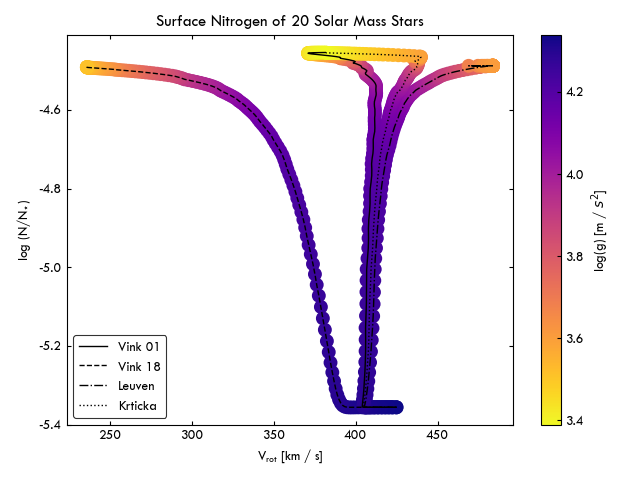 Surface Nitrogen of 20 Solar Mass Stars
-4.6
-4.8
-5.0
-5.2
-5.4
log (N/N*)
250
300
350
400
450
V_rot [km / s]
Vink 01
Vink 18
Leuven
Krticka
4.2
4.0
3.8
3.6
3.4
log(g) [m / s²]